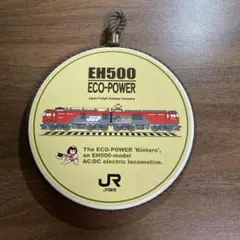 EH500
ECO-POWER
Japan Freight Railway Company
JRF
The ECO-POWER 'Kintaro',
an EH500-model
AC/DC electric locomotive.
JR
JR貨物